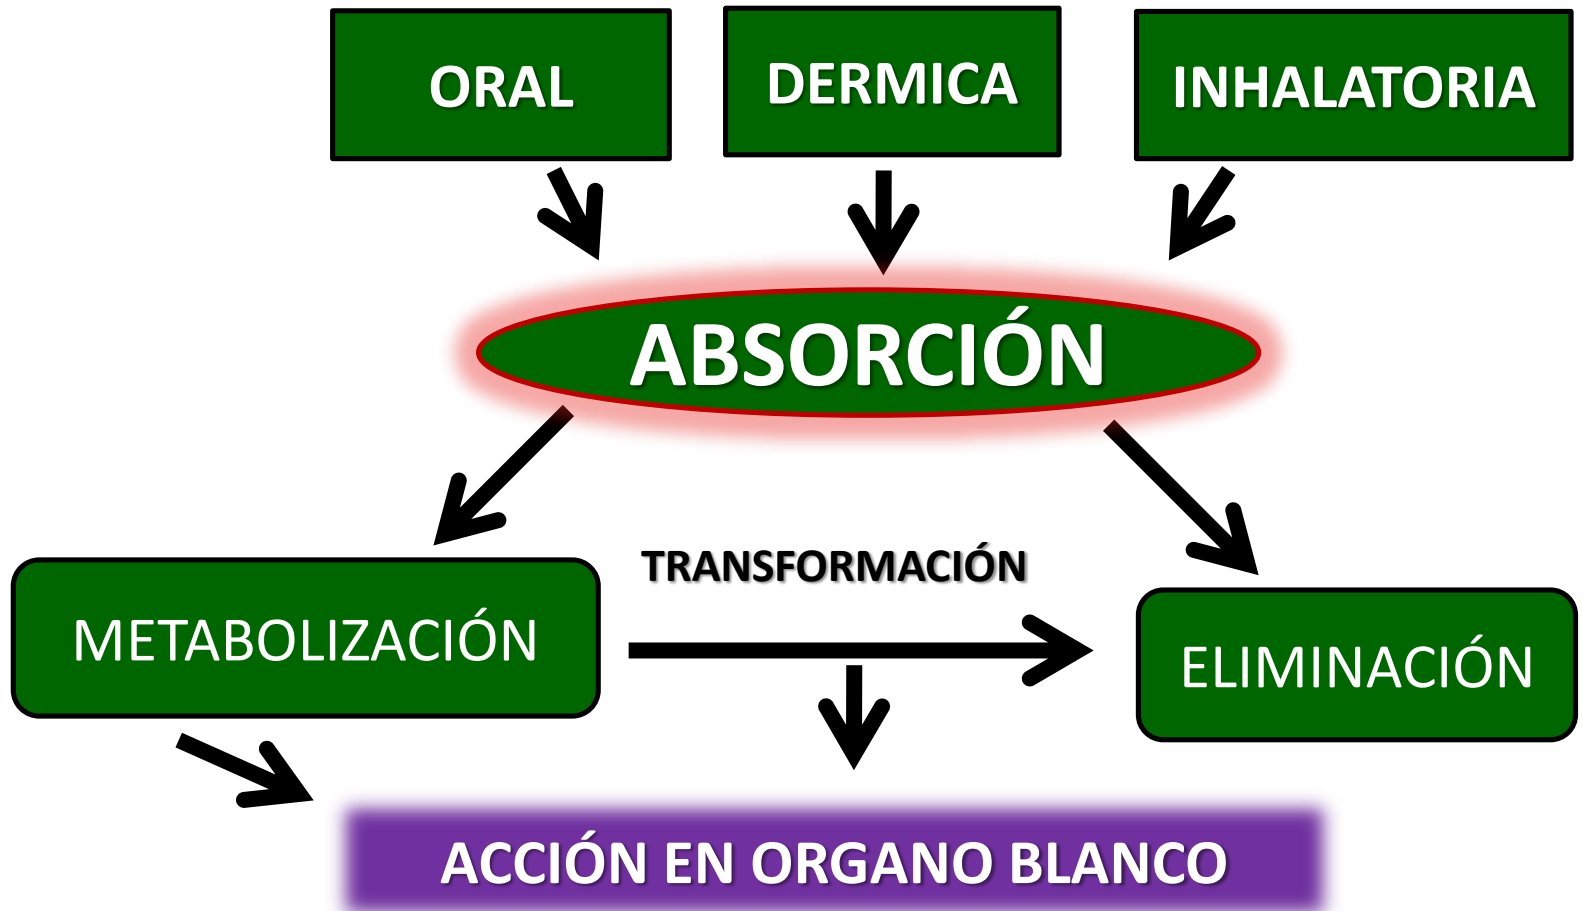 ORAL
DERMICA
INHALATORIA
ABSORCIÓN
TRANSFORMACIÓN
METABOLIZACIÓN
ELIMINACIÓN
ACCIÓN EN ORGANO BLANCO